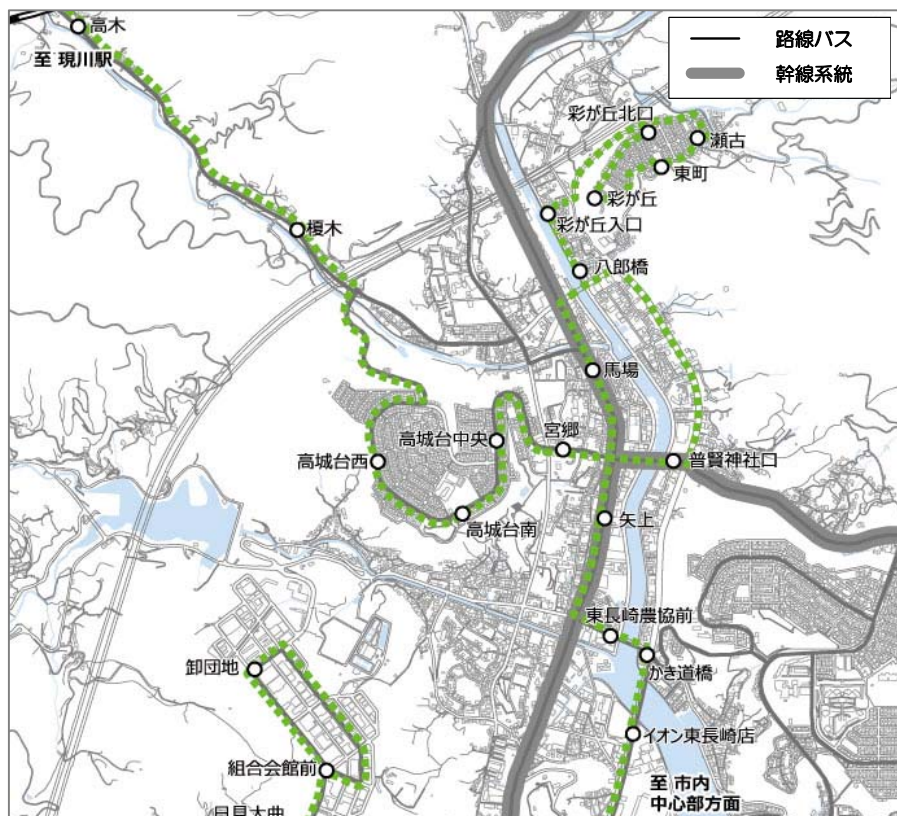 高木
至 現川駅
路線バス
幹線系統
彩が丘北口
瀬古
東町
彩が丘
彩が丘入口
榎木
八郎橋
馬場
高城台中央
宮郷
高城台西
普賢神社口
高城台南
矢上
東長崎農協前
かき道橋
卸団地
イオン東長崎店
組合会館前
至 市内
中心部方面
日見大曲